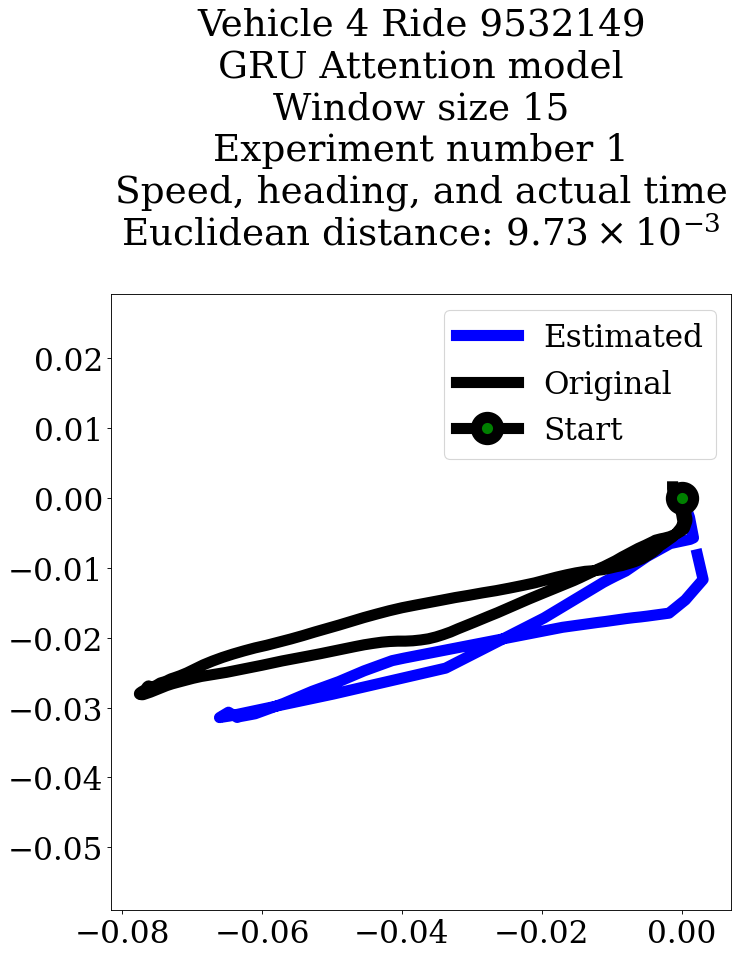 Vehicle 4 Ride 9532149
GRU Attention model
Window size 15
Experiment number 1
Speed, heading, and actual time
Euclidean distance: 9.73 × 10⁻³
Estimated
Original
Start
0.02
0.01
0.00
−0.01
−0.02
−0.03
−0.04
−0.05
−0.08 −0.06 −0.04 −0.02 0.00